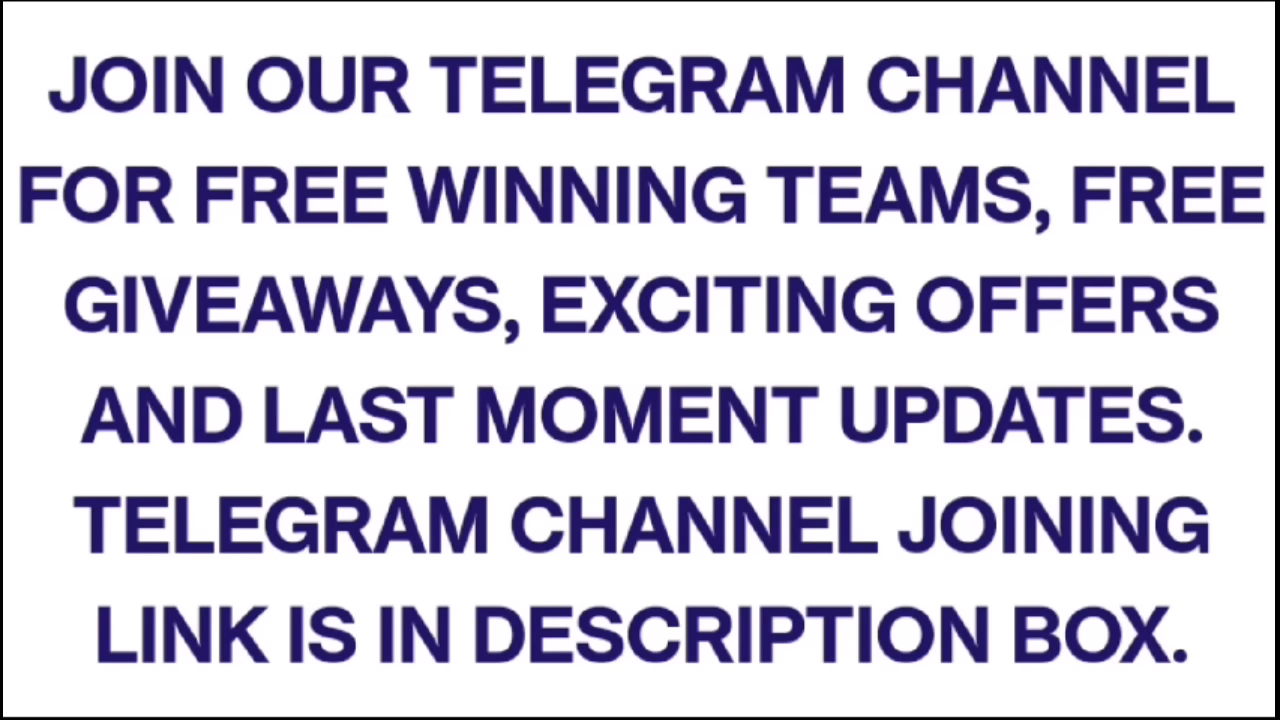 JOIN OUR TELEGRAM CHANNEL
FOR FREE WINNING TEAMS, FREE
GIVEAWAYS, EXCITING OFFERS
AND LAST MOMENT UPDATES.
TELEGRAM CHANNEL JOINING
LINK IS IN DESCRIPTION BOX.